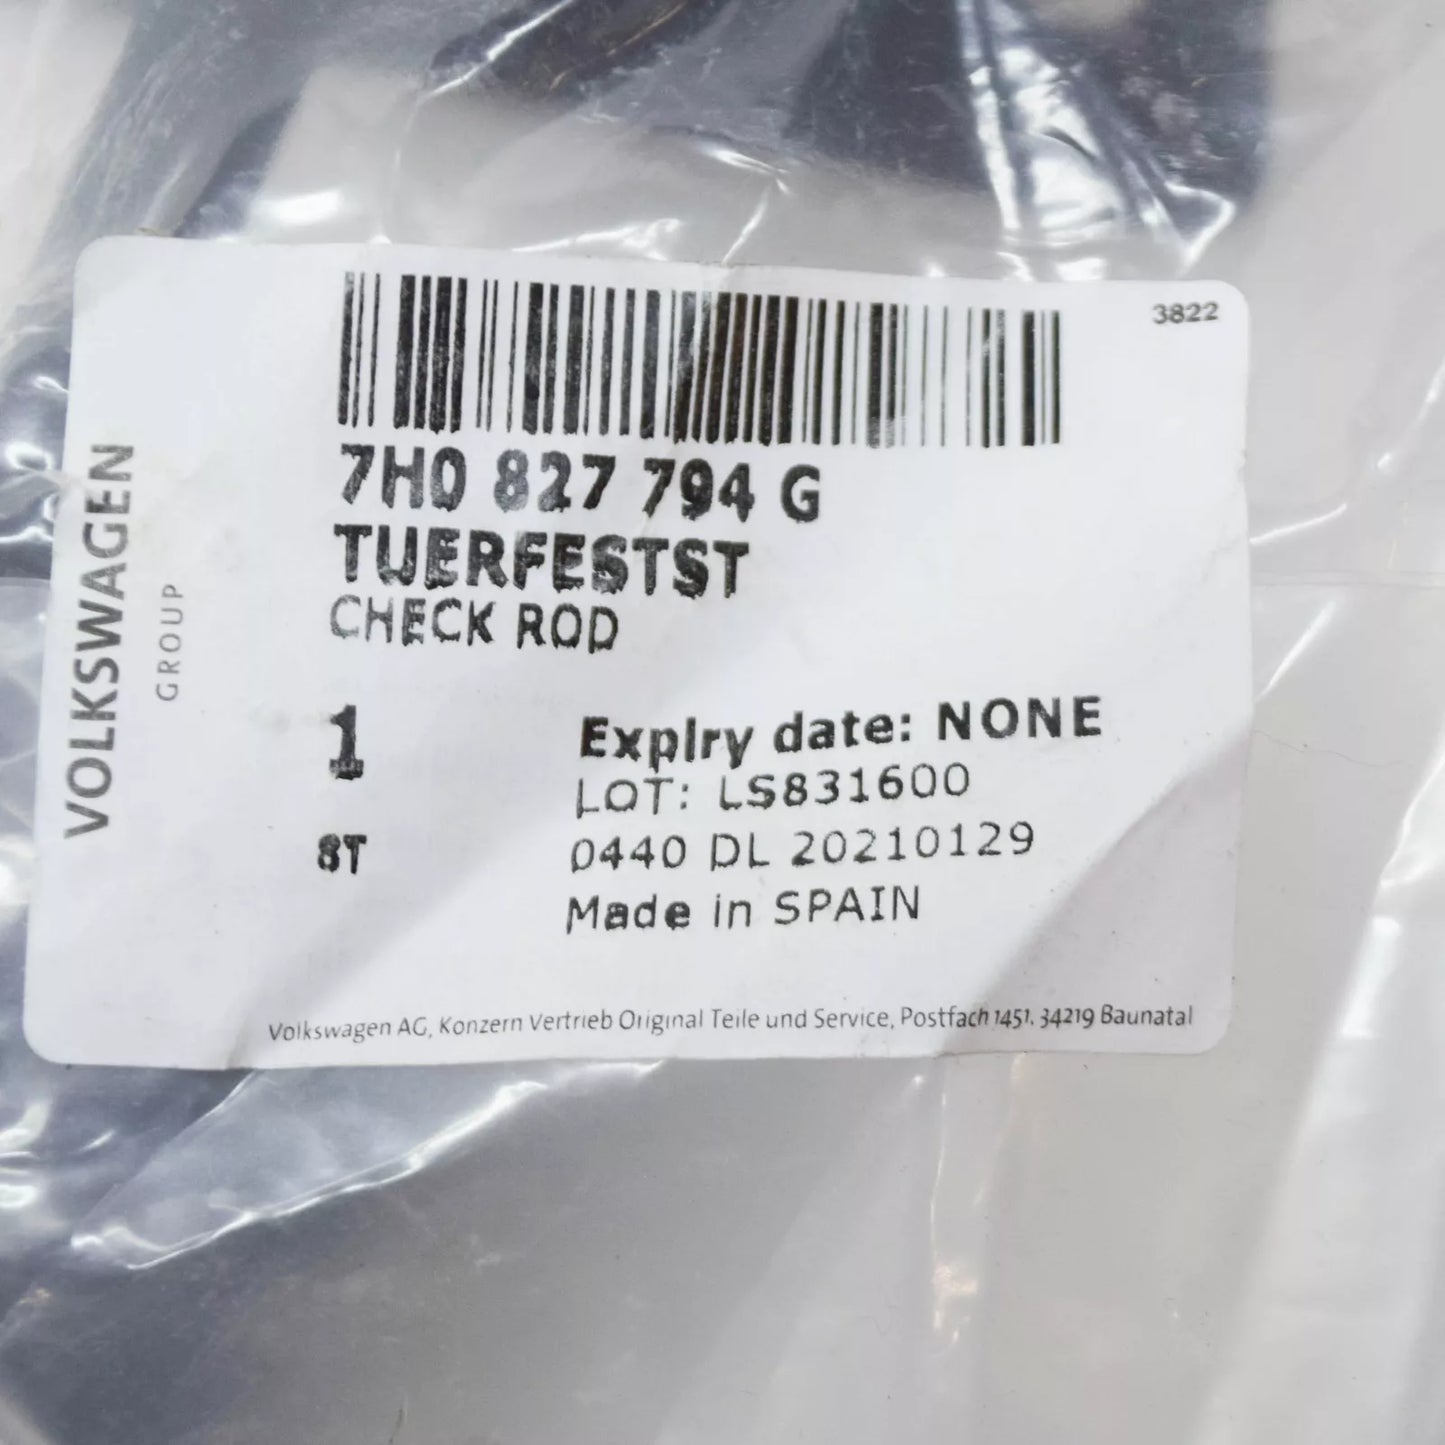 3822
7H0 827 794 G
TUERFESTST
CHECK ROD
1
Expiry date: NONE
LOT: LS831600
ST
0440 DL 20210129
Made in SPAIN
Volkswagen AG, Konzern Vertrieb Original Teile und Service, Postfach 1451, 34219 Baunatal
VOLKSWAGEN
GROUP